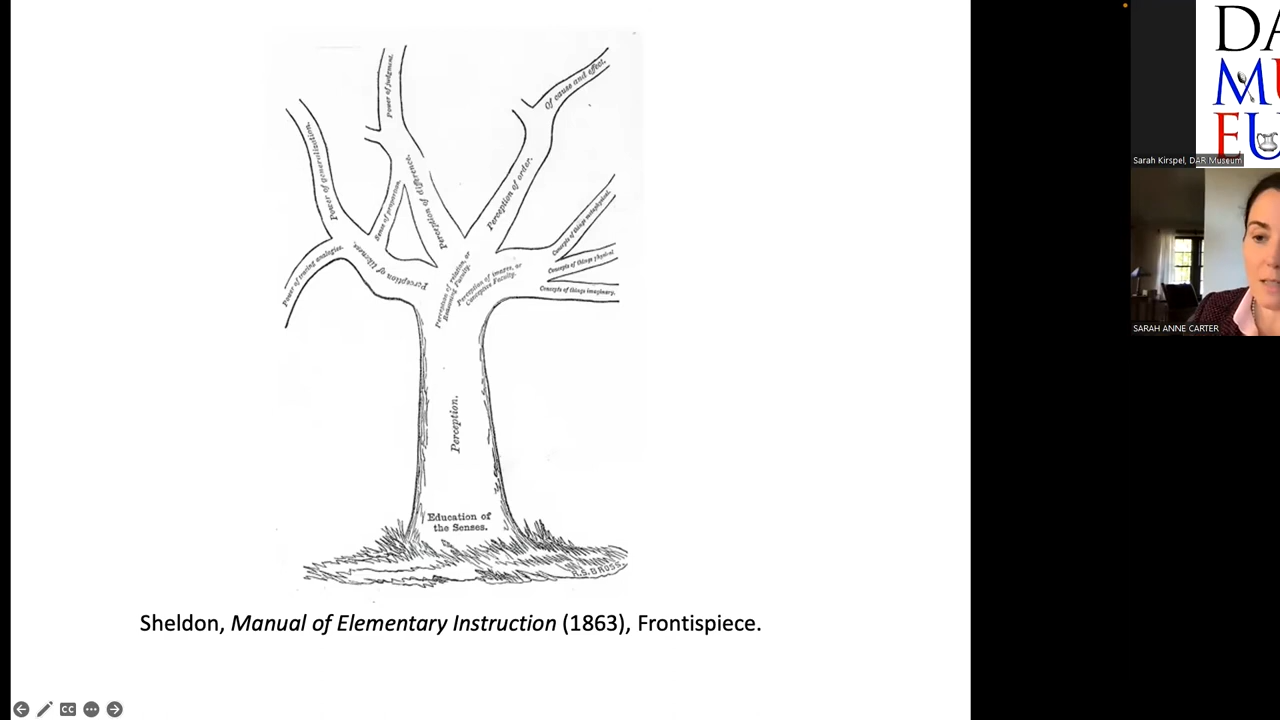 Power of judgment.
Of cause and effect.
Power of generalization.
Perception of difference.
Sense of proportion.
Perception of order.
Power of tracing analogies.
Perception of likeness.
Concepts of things metaphysical.
Concepts of things physical
Concepts of things imaginary.
Perception of relation, or
Reasoning Faculty.
Perception of images, or
Conceptive Faculty.
Perception.
Education of
the Senses.
R.S.BROSS.
Sheldon, Manual of Elementary Instruction (1863), Frontispiece.
CC
DA
MU
EU
Sarah Kirspel, DAR Museum
SARAH ANNE CARTER